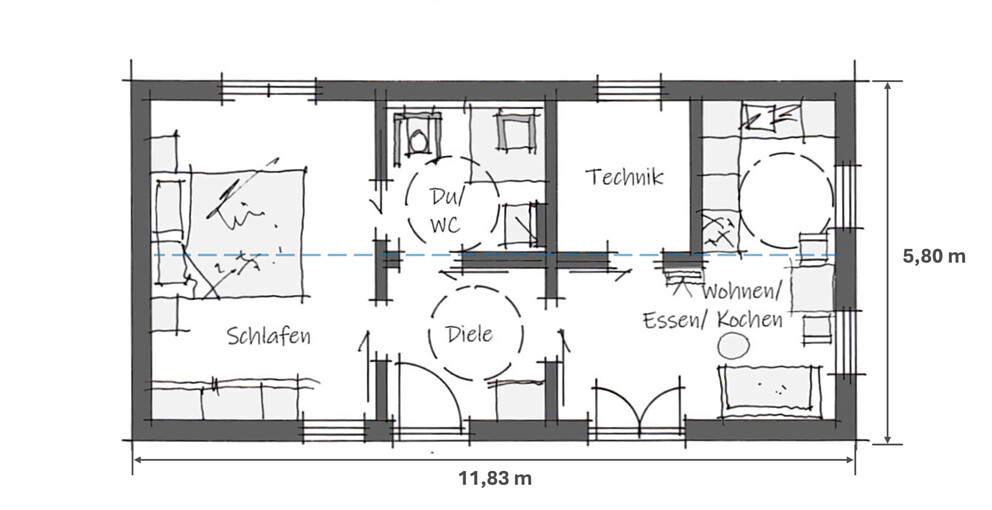 Du/
WC
Technik
5,80 m
Wohnen/
Essen/ Kochen
Schlafen
Diele
11,83 m